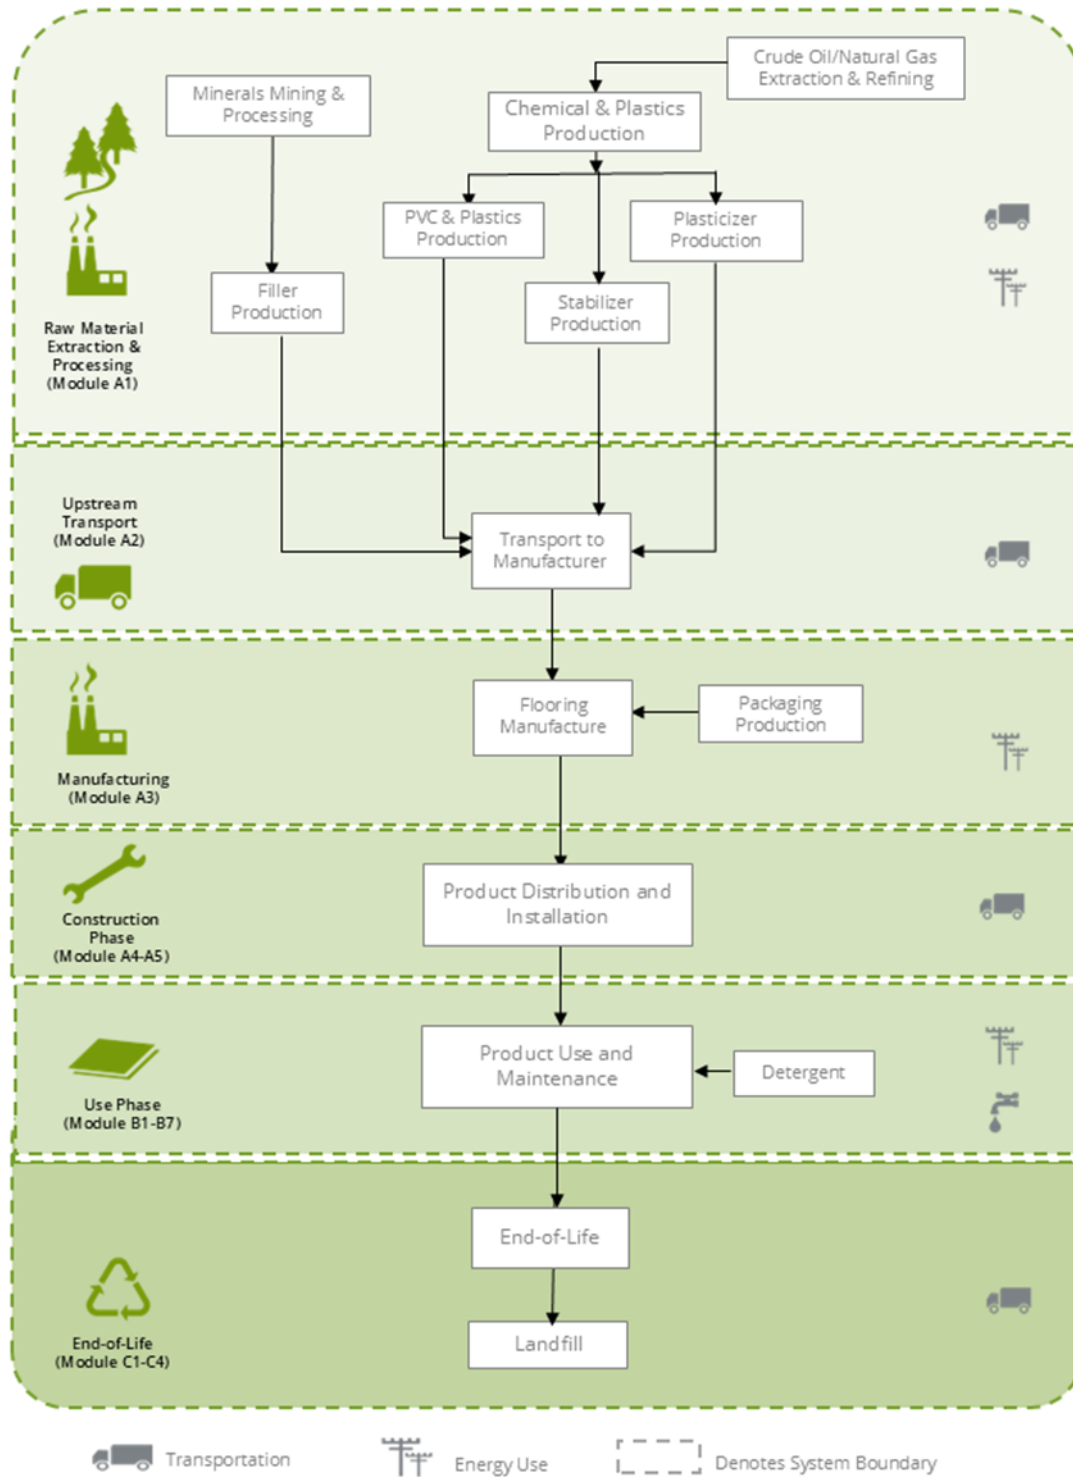 Crude Oil/Natural Gas
Extraction & Refining
Minerals Mining &
Processing
Chemical & Plastics
Production
PVC & Plastics
Production
Plasticizer
Production
Filler
Production
Stabilizer
Production
Raw Material
Extraction &
Processing
(Module A1)
Upstream
Transport
(Module A2)
Transport to
Manufacturer
Flooring
Manufacture
Packaging
Production
Manufacturing
(Module A3)
Product Distribution and
Installation
Construction
Phase
(Module A4-A5)
Product Use and
Maintenance
Detergent
Use Phase
(Module B1-B7)
End-of-Life
Landfill
End-of-Life
(Module C1-C4)
Transportation
Energy Use
Denotes System Boundary